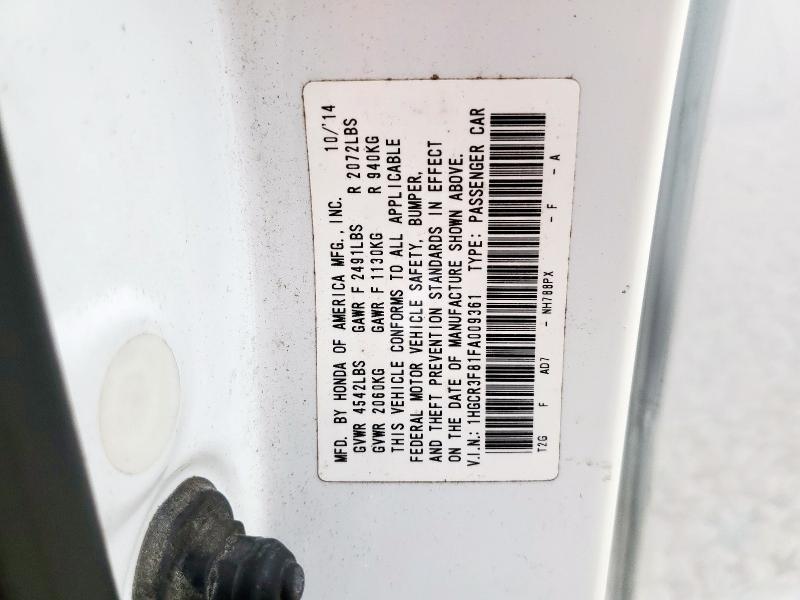 MFD. BY HONDA OF AMERICA MFG., INC. 10/'14
GVWR 4542LBS GAWR F 2491LBS R 2072LBS
GVWR 2060KG GAWR F 1130KG R 940KG
THIS VEHICLE CONFORMS TO ALL APPLICABLE
FEDERAL MOTOR VEHICLE SAFETY, BUMPER,
AND THEFT PREVENTION STANDARDS IN EFFECT
ON THE DATE OF MANUFACTURE SHOWN ABOVE.
V.I.N.: 1HGCR3F81FA009361 TYPE: PASSENGER CAR
T2G F AD7 - NH788PX - F - A